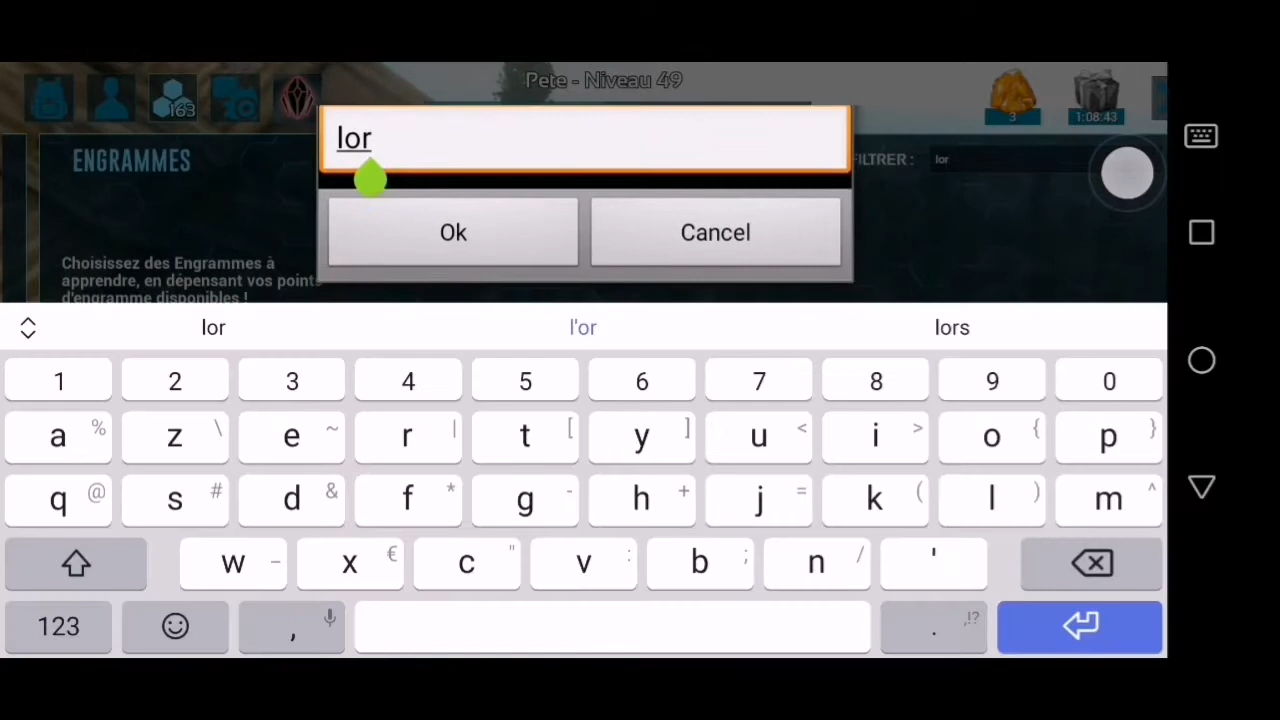 Pete - Niveau 49
163
3
1:08:43
lor
ENGRAMMES
FILTRER :
lor
Ok
Cancel
Choisissez des Engrammes à
apprendre, en dépensant vos points
d'engramme disponibles !
lor
l'or
lors
1 2 3 4 5 6 7 8 9 0
a % z \ e ~ r | t [ y ] u < i > o { p }
q @ s # d & f * g - h + j = k ( l ) m ^
w _ x € c " v : b ; n / '
123 , . ,!?